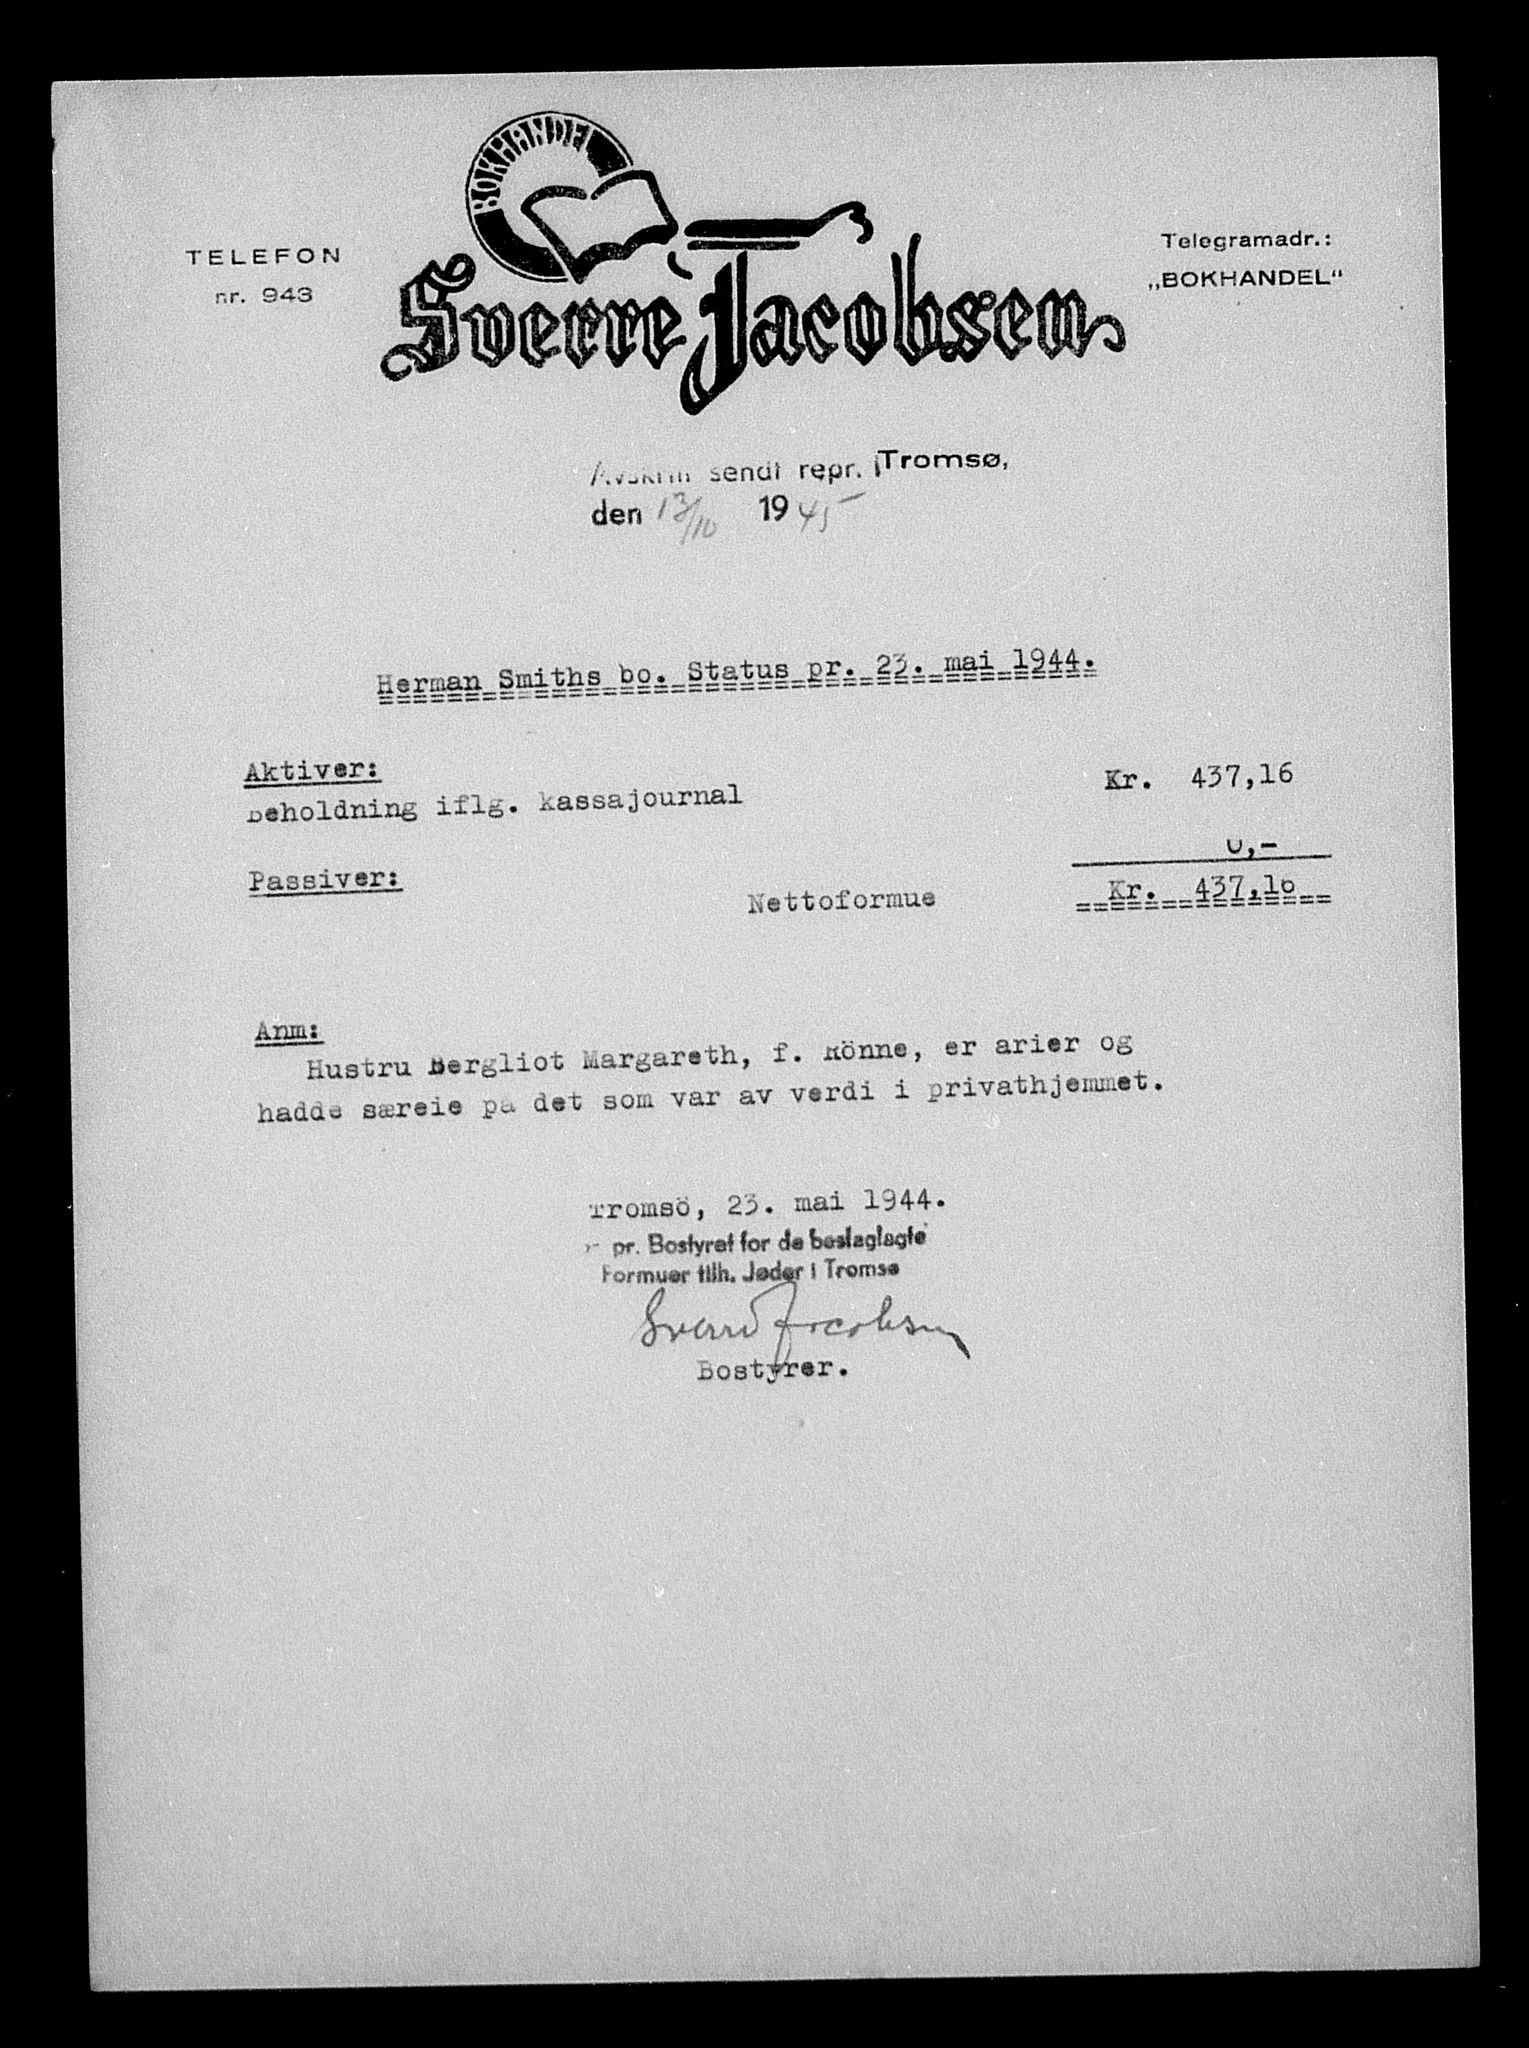 BOKHANDEL
Sverre Jacobsen
TELEFON
nr. 943
Telegramadr.:
„BOKHANDEL“
Avskrift sendt repr. i Tromsø,
den 13/10 1945
Herman Smiths bo. Status pr. 23. mai 1944.
Aktiver:
Beholdning iflg. kassajournal Kr. 437,16
Passiver: 0,-
Nettoformue Kr. 437,16
Anm:
Hustru Bergliot Margareth, f. Rönne, er arier og
hadde særeie på det som var av verdi i privathjemmet.
Tromsö, 23. mai 1944.
pr. Bostyret for de beslaglagte
Formuer tilh. Jøder i Tromsø
Sverre Jacobsen
Bostyrer.